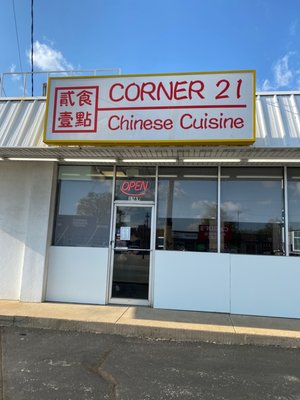 貳壹
食點
CORNER 21
Chinese Cuisine
OPEN